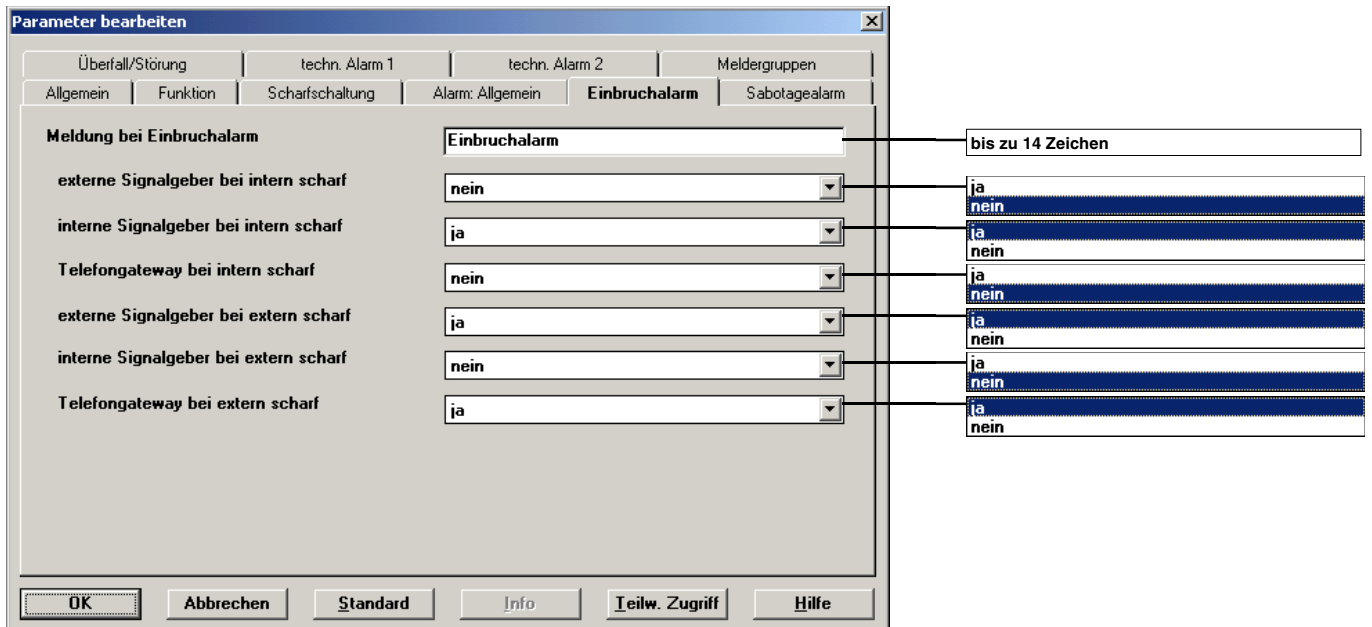 Parameter bearbeiten
Überfall/Störung techn. Alarm 1 techn. Alarm 2 Meldergruppen
Allgemein Funktion Scharfschaltung Alarm: Allgemein Einbruchalarm Sabotagealarm
Meldung bei Einbruchalarm Einbruchalarm bis zu 14 Zeichen
externe Signalgeber bei intern scharf nein ja
nein
interne Signalgeber bei intern scharf ja ja
nein
Telefongateway bei intern scharf nein ja
nein
externe Signalgeber bei extern scharf ja ja
nein
interne Signalgeber bei extern scharf nein ja
nein
Telefongateway bei extern scharf ja ja
nein
OK Abbrechen Standard Info Teilw. Zugriff Hilfe